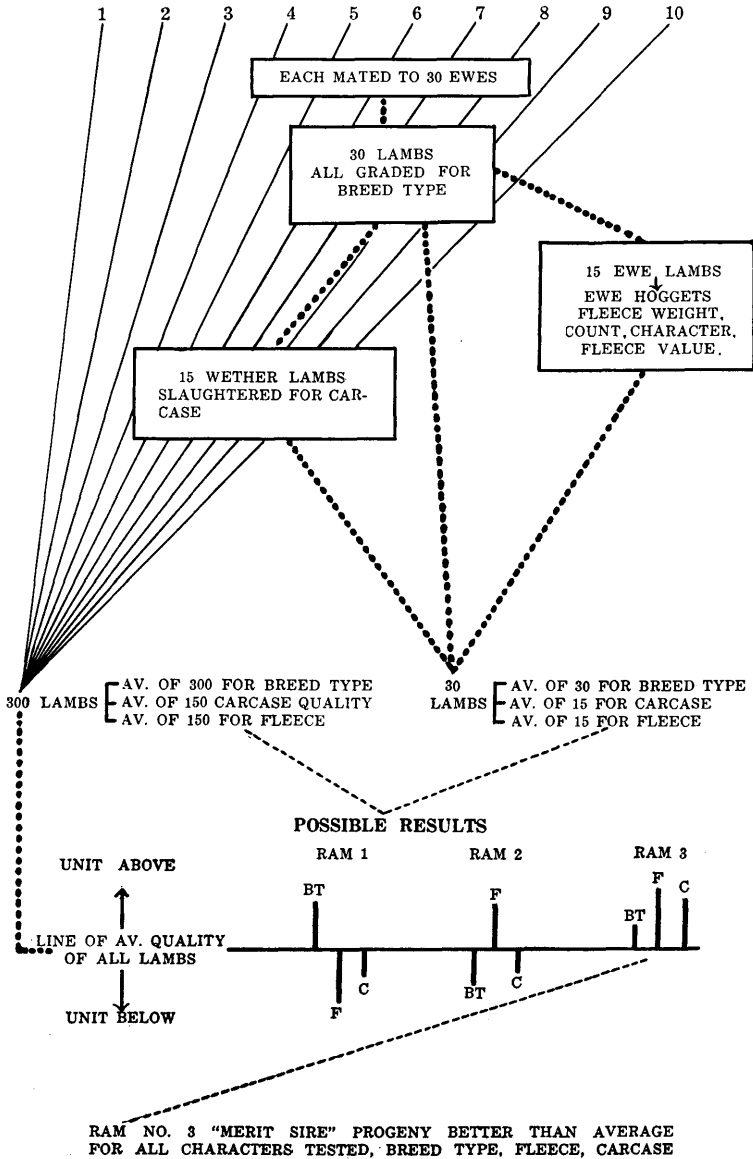 1 2 3 4 5 6 7 8 9 10
EACH MATED TO 30 EWES
30 LAMBS
ALL GRADED FOR
BREED TYPE
15 EWE LAMBS
EWE HOGGETS
FLEECE WEIGHT,
COUNT, CHARACTER,
FLEECE VALUE.
15 WETHER LAMBS
SLAUGHTERED FOR CAR-
CASE
300 LAMBS
AV. OF 300 FOR BREED TYPE
AV. OF 150 CARCASE QUALITY
AV. OF 150 FOR FLEECE
30
LAMBS
AV. OF 30 FOR BREED TYPE
AV. OF 15 FOR CARCASE
AV. OF 15 FOR FLEECE
POSSIBLE RESULTS
UNIT ABOVE
RAM 1
RAM 2
RAM 3
BT
F
C
F
BT
C
BT
F
C
LINE OF AV. QUALITY
OF ALL LAMBS
UNIT BELOW
RAM NO. 3 "MERIT SIRE" PROGENY BETTER THAN AVERAGE
FOR ALL CHARACTERS TESTED, BREED TYPE, FLEECE, CARCASE